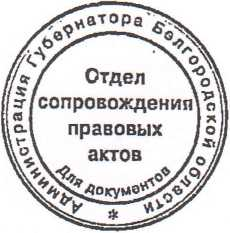 Администрация Губернатора Белгородской области
Отдел
сопровождения
правовых
актов
Для документов
*